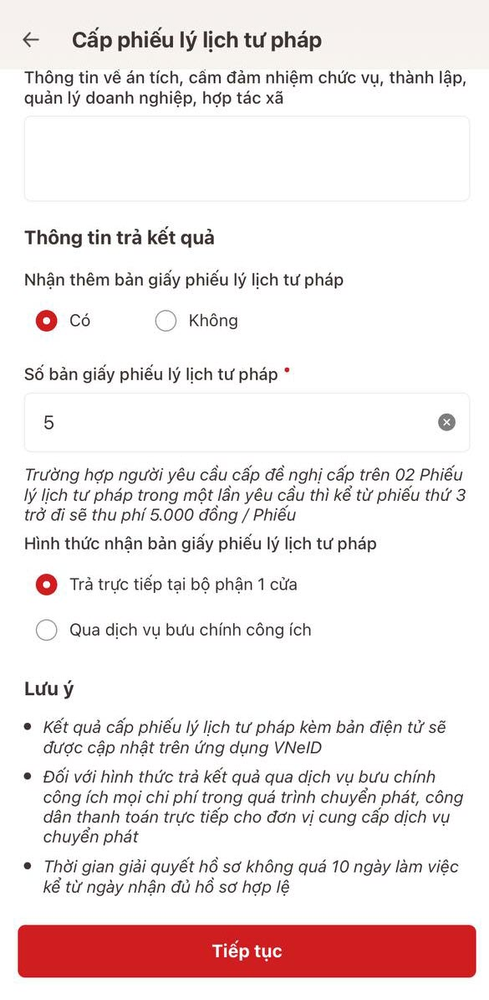 Cấp phiếu lý lịch tư pháp
Thông tin về án tích, cấm đảm nhiệm chức vụ, thành lập,
quản lý doanh nghiệp, hợp tác xã
Thông tin trả kết quả
Nhận thêm bản giấy phiếu lý lịch tư pháp
Có
Không
Số bản giấy phiếu lý lịch tư pháp
5
Trường hợp người yêu cầu cấp đề nghị cấp trên 02 Phiếu
lý lịch tư pháp trong một lần yêu cầu thì kể từ phiếu thứ 3
trở đi sẽ thu phí 5.000 đồng / Phiếu
Hình thức nhận bản giấy phiếu lý lịch tư pháp
Trả trực tiếp tại bộ phận 1 cửa
Qua dịch vụ bưu chính công ích
Lưu ý
Kết quả cấp phiếu lý lịch tư pháp kèm bản điện tử sẽ
được cập nhật trên ứng dụng VNeID
Đối với hình thức trả kết quả qua dịch vụ bưu chính
công ích mọi chi phí trong quá trình chuyển phát, công
dân thanh toán trực tiếp cho đơn vị cung cấp dịch vụ
chuyển phát
Thời gian giải quyết hồ sơ không quá 10 ngày làm việc
kể từ ngày nhận đủ hồ sơ hợp lệ
Tiếp tục